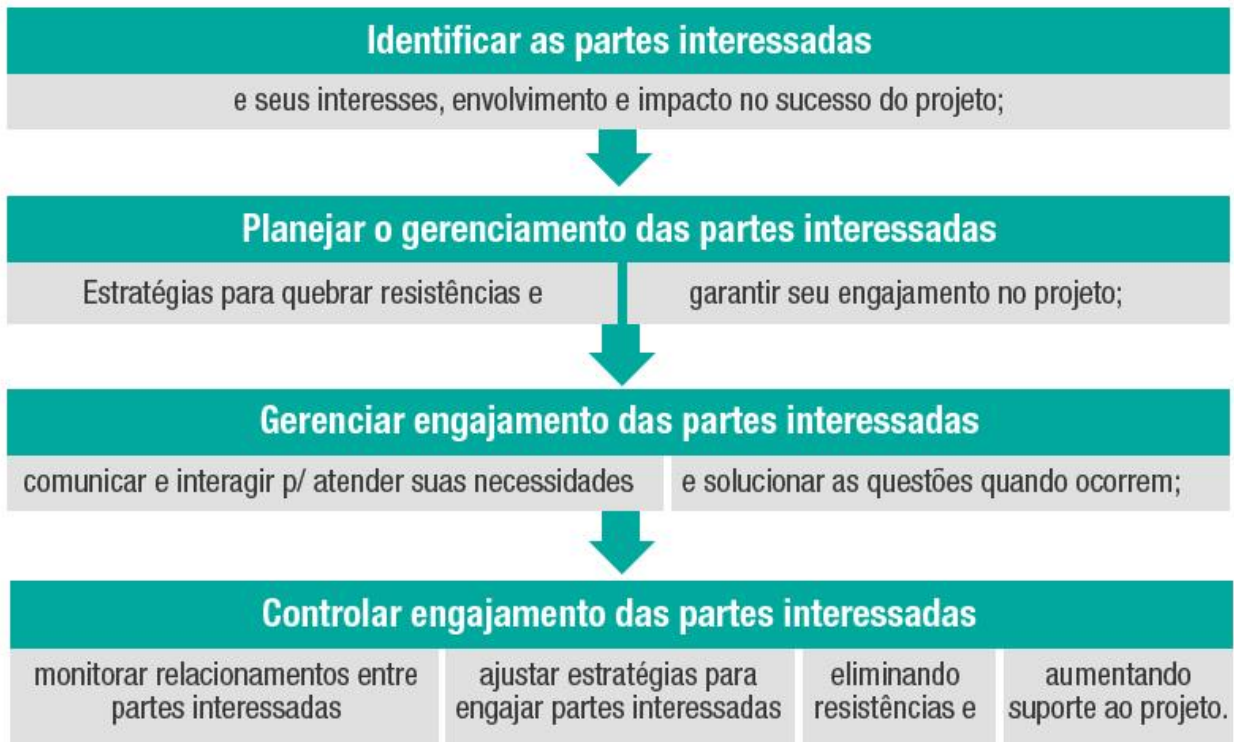 Identificar as partes interessadas
e seus interesses, envolvimento e impacto no sucesso do projeto;
Planejar o gerenciamento das partes interessadas
Estratégias para quebrar resistências e
garantir seu engajamento no projeto;
Gerenciar engajamento das partes interessadas
comunicar e interagir p/ atender suas necessidades
e solucionar as questões quando ocorrem;
Controlar engajamento das partes interessadas
monitorar relacionamentos entre
partes interessadas
ajustar estratégias para
engajar partes interessadas
eliminando
resistências e
aumentando
suporte ao projeto.